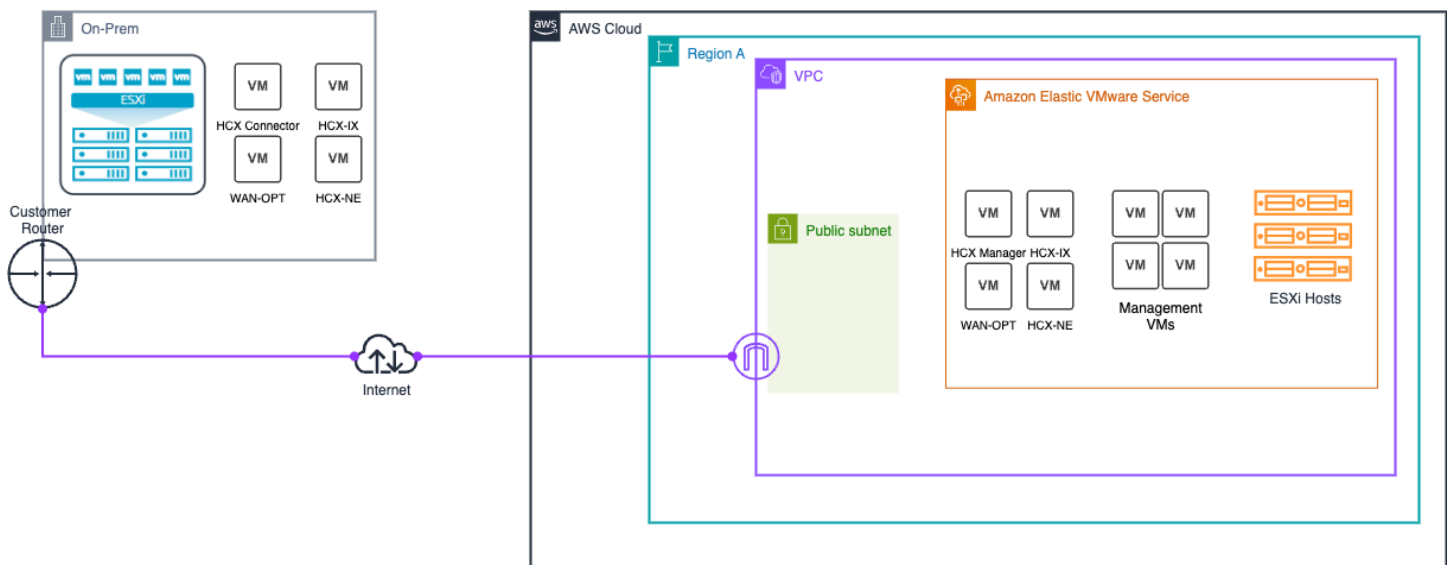 On-Prem
vm vm vm vm vm
ESXi
VM
VM
HCX Connector
HCX-IX
VM
VM
WAN-OPT
HCX-NE
Customer
Router
Internet
aws
AWS Cloud
Region A
VPC
Public subnet
Amazon Elastic VMware Service
VM
VM
HCX Manager
HCX-IX
VM
VM
WAN-OPT
HCX-NE
VM
VM
VM
VM
Management
VMs
ESXi Hosts